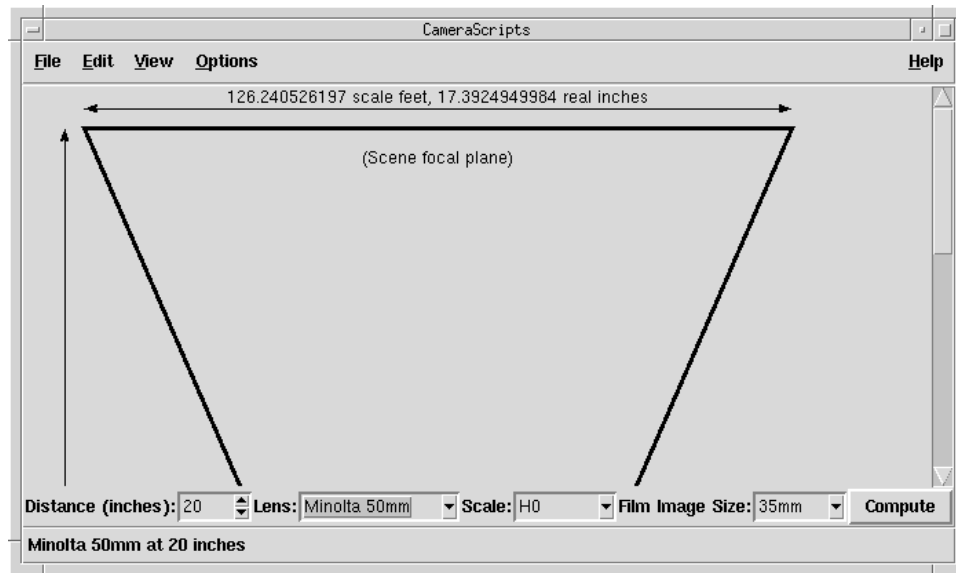 CameraScripts
File Edit View Options Help
126.240526197 scale feet, 17.3924949984 real inches
(Scene focal plane)
Distance (inches): 20 Lens: Minolta 50mm Scale: HO Film Image Size: 35mm Compute
Minolta 50mm at 20 inches